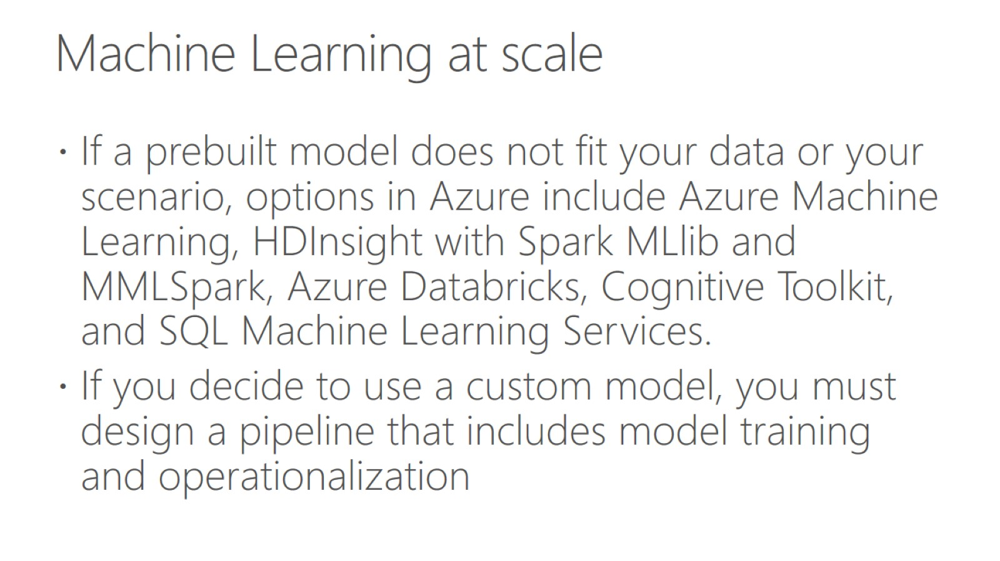 Machine Learning at scale
· If a prebuilt model does not fit your data or your
scenario, options in Azure include Azure Machine
Learning, HDInsight with Spark MLlib and
MMLSpark, Azure Databricks, Cognitive Toolkit,
and SQL Machine Learning Services.
· If you decide to use a custom model, you must
design a pipeline that includes model training
and operationalization